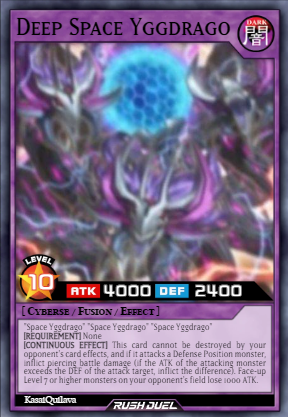 Deep Space Yggdrago
DARK
闇
LEVEL
10
ATK 4000 DEF 2400
[ Cyberse / Fusion / Effect ]
"Space Yggdrago" "Space Yggdrago" "Space Yggdrago"
[REQUIREMENT] None
[CONTINUOUS EFFECT] This card cannot be destroyed by your
opponent's card effects, and if it attacks a Defense Position monster,
inflict piercing battle damage (if the ATK of the attacking monster
exceeds the DEF of the attack target, inflict the difference). Face-up
Level 7 or higher monsters on your opponent's field lose 1000 ATK.
KasaiQuilava
RUSH DUEL